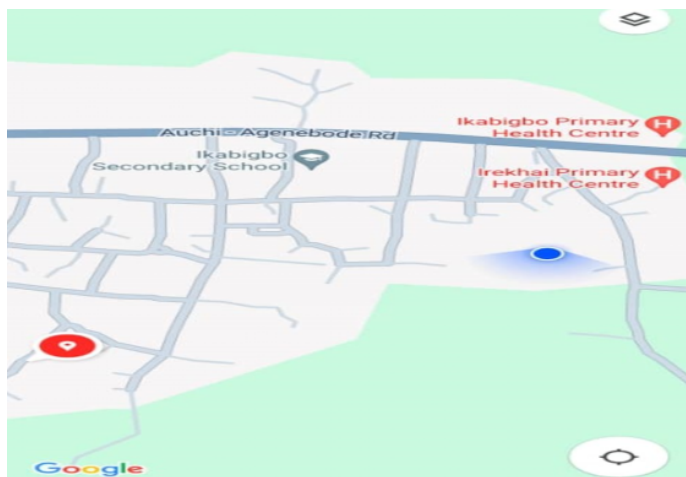 Ikabigbo Primary
Health Centre
Auchi - Agenebode Rd
Ikabigbo
Secondary School
Irekhai Primary
Health Centre
Google